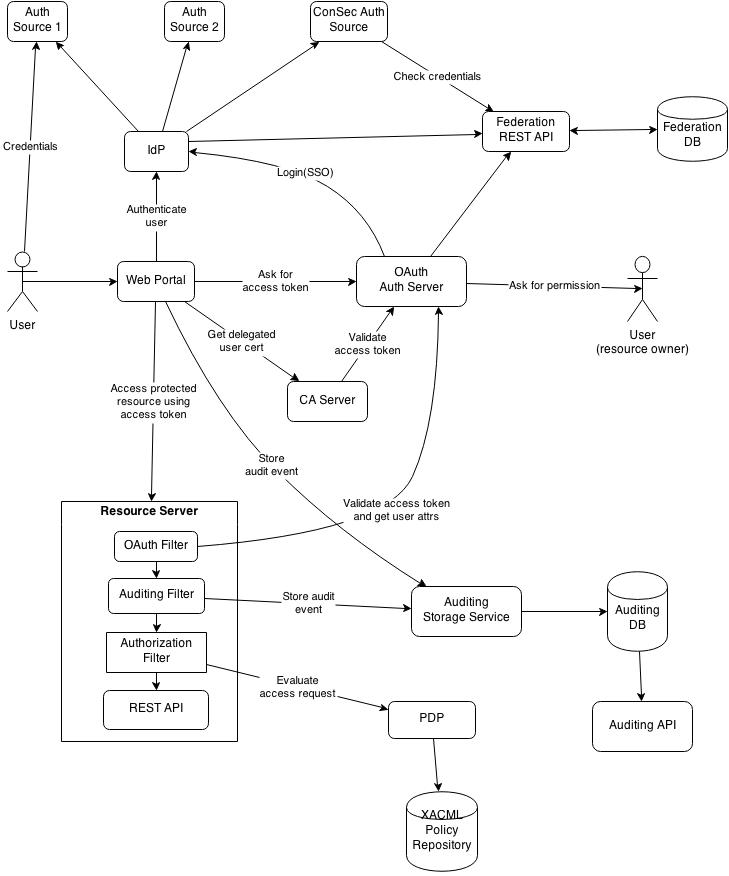 Auth
Source 1
Auth
Source 2
ConSec Auth
Source
Check credentials
Federation
REST API
Federation
DB
IdP
Credentials
Login(SSO)
Authenticate
user
User
Web Portal
Ask for
access token
OAuth
Auth Server
Ask for permission
User
(resource owner)
Get delegated
user cert
Validate
access token
CA Server
Access protected
resource using
access token
Store
audit event
Validate access token
and get user attrs
Resource Server
OAuth Filter
Auditing Filter
Store audit
event
Auditing
Storage Service
Auditing
DB
Authorization
Filter
Evaluate
access request
REST API
PDP
Auditing API
XACML
Policy
Repository